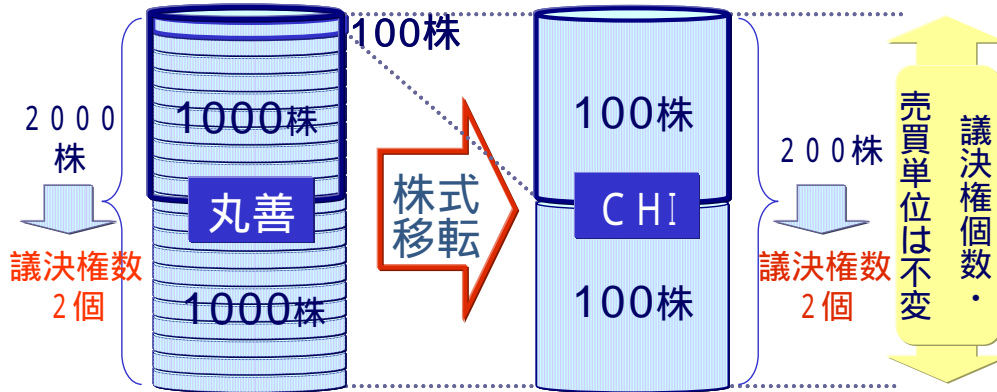 100株
2000
株
1000株
丸善
1000株
議決権数
2個
株式
移転
100株
CHI
100株
200株
議決権数
2個
議決権個数・
売買単位は不変